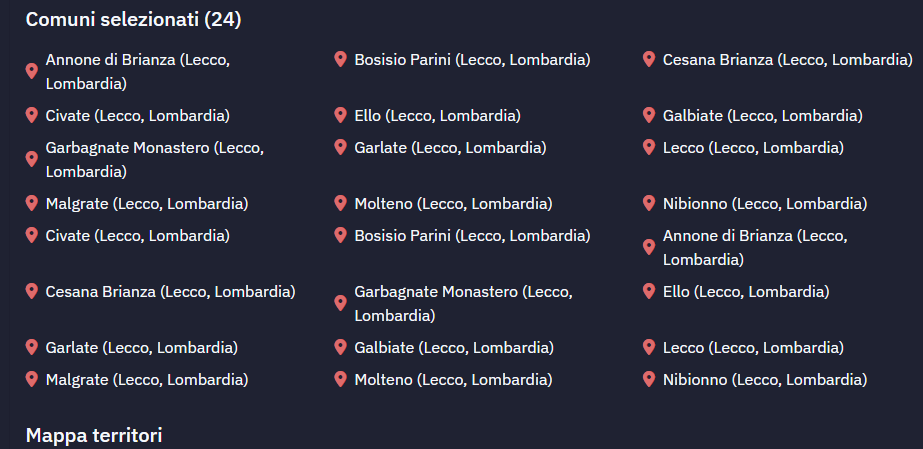 Comuni selezionati (24)
Annone di Brianza (Lecco,
Lombardia)
Bosisio Parini (Lecco, Lombardia)
Cesana Brianza (Lecco, Lombardia)
Civate (Lecco, Lombardia)
Ello (Lecco, Lombardia)
Galbiate (Lecco, Lombardia)
Garbagnate Monastero (Lecco,
Lombardia)
Garlate (Lecco, Lombardia)
Lecco (Lecco, Lombardia)
Malgrate (Lecco, Lombardia)
Molteno (Lecco, Lombardia)
Nibionno (Lecco, Lombardia)
Civate (Lecco, Lombardia)
Bosisio Parini (Lecco, Lombardia)
Annone di Brianza (Lecco,
Lombardia)
Cesana Brianza (Lecco, Lombardia)
Garbagnate Monastero (Lecco,
Lombardia)
Ello (Lecco, Lombardia)
Garlate (Lecco, Lombardia)
Galbiate (Lecco, Lombardia)
Lecco (Lecco, Lombardia)
Malgrate (Lecco, Lombardia)
Molteno (Lecco, Lombardia)
Nibionno (Lecco, Lombardia)
Mappa territori